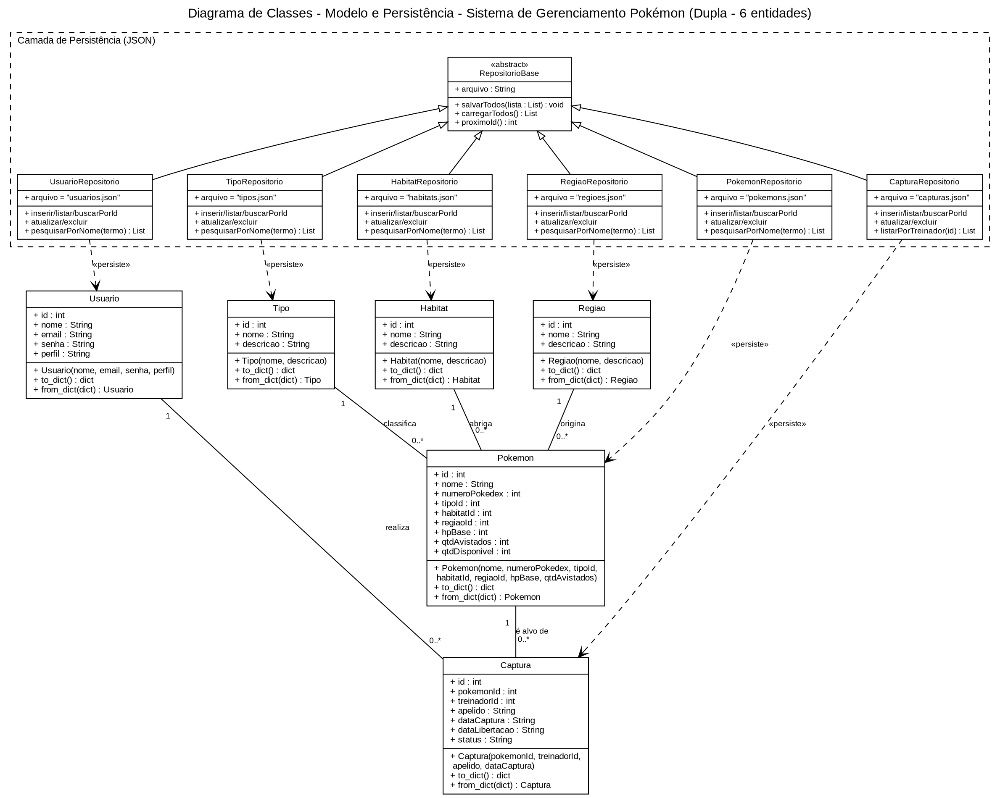 Diagrama de Classes - Modelo e Persistência - Sistema de Gerenciamento Pokémon (Dupla - 6 entidades)
Camada de Persistência (JSON)
«abstract»
RepositorioBase
+ arquivo : String
+ salvarTodos(lista : List) : void
+ carregarTodos() : List
+ proximoId() : int
UsuarioRepositorio
+ arquivo = "usuarios.json"
+ inserir/listar/buscarPorId
+ atualizar/excluir
+ pesquisarPorNome(termo) : List
TipoRepositorio
+ arquivo = "tipos.json"
+ inserir/listar/buscarPorId
+ atualizar/excluir
+ pesquisarPorNome(termo) : List
HabitatRepositorio
+ arquivo = "habitats.json"
+ inserir/listar/buscarPorId
+ atualizar/excluir
+ pesquisarPorNome(termo) : List
RegiaoRepositorio
+ arquivo = "regioes.json"
+ inserir/listar/buscarPorId
+ atualizar/excluir
+ pesquisarPorNome(termo) : List
PokemonRepositorio
+ arquivo = "pokemons.json"
+ inserir/listar/buscarPorId
+ atualizar/excluir
+ pesquisarPorNome(termo) : List
CapturaRepositorio
+ arquivo = "capturas.json"
+ inserir/listar/buscarPorId
+ atualizar/excluir
+ listarPorTreinador(id) : List
«persiste»
«persiste»
«persiste»
«persiste»
«persiste»
«persiste»
Usuario
+ id : int
+ nome : String
+ email : String
+ senha : String
+ perfil : String
+ Usuario(nome, email, senha, perfil)
+ to_dict() : dict
+ from_dict(dict) : Usuario
Tipo
+ id : int
+ nome : String
+ descricao : String
+ Tipo(nome, descricao)
+ to_dict() : dict
+ from_dict(dict) : Tipo
Habitat
+ id : int
+ nome : String
+ descricao : String
+ Habitat(nome, descricao)
+ to_dict() : dict
+ from_dict(dict) : Habitat
Regiao
+ id : int
+ nome : String
+ descricao : String
+ Regiao(nome, descricao)
+ to_dict() : dict
+ from_dict(dict) : Regiao
1
classifica
0..*
1
abriga
0..*
1
origina
0..*
Pokemon
+ id : int
+ nome : String
+ numeroPokedex : int
+ tipoId : int
+ habitatId : int
+ regiaoId : int
+ hpBase : int
+ qtdAvistados : int
+ qtdDisponivel : int
+ Pokemon(nome, numeroPokedex, tipoId,
habitatId, regiaoId, hpBase, qtdAvistados)
+ to_dict() : dict
+ from_dict(dict) : Pokemon
1
realiza
0..*
1
é alvo de
0..*
Captura
+ id : int
+ pokemonId : int
+ treinadorId : int
+ apelido : String
+ dataCaptura : String
+ dataLibertacao : String
+ status : String
+ Captura(pokemonId, treinadorId,
apelido, dataCaptura)
+ to_dict() : dict
+ from_dict(dict) : Captura